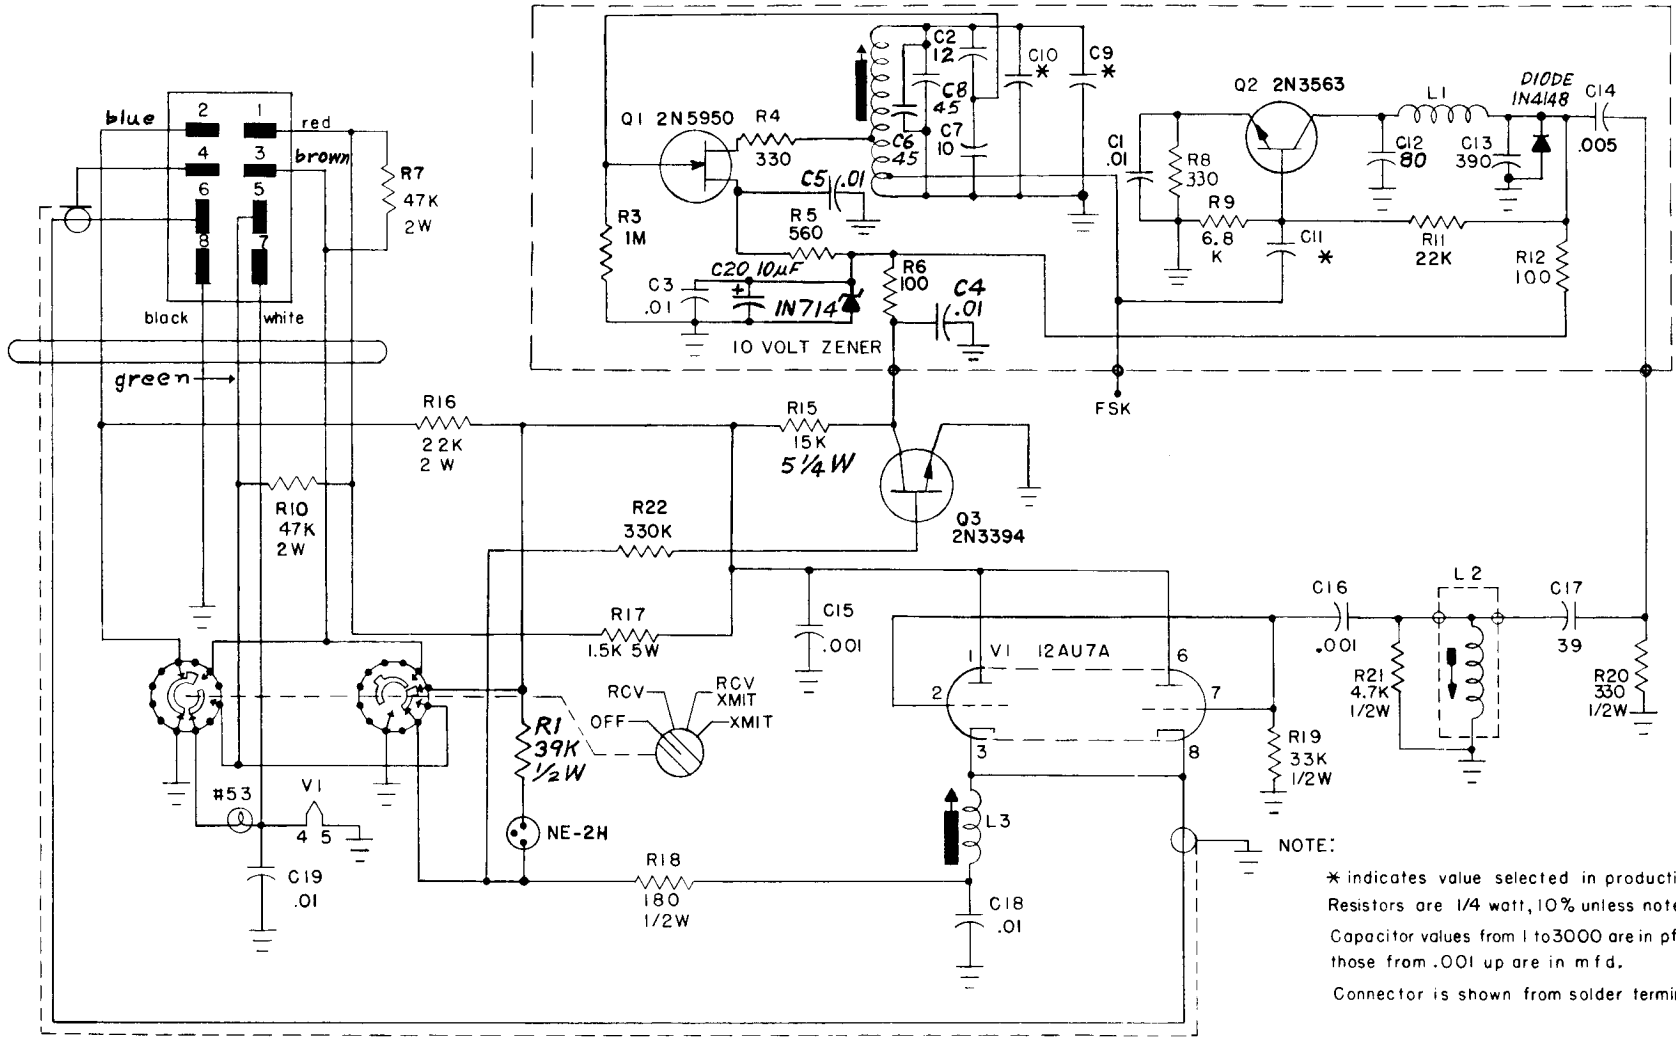 blue
2
1
red
4
3
brown
6
5
8
7
black
white
green
R7
47K
2W
Q1 2N5950
R4
330
C2
12
C10
*
C9
*
C8
45
C6
45
C7
10
C5 .01
R3
1M
R5
560
C20 10µF
+
C3
.01
IN714
R6
100
C4
.01
10 VOLT ZENER
Q2 2N3563
L1
DIODE
IN4148
C14
.005
C1
.01
R8
330
C12
80
C13
390
R9
6.8
K
C11
*
R11
22K
R12
100
FSK
R16
22K
2W
R15
15K
5 1/4 W
R10
47K
2W
R22
330K
Q3
2N3394
R17
1.5K 5W
C15
.001
1
V1
12AU7A
6
2
7
3
8
C16
.001
L2
C17
39
R21
4.7K
1/2W
R20
330
1/2W
R19
33K
1/2W
RCV
RCV
XMIT
OFF
XMIT
R1
39K
1/2W
#53
V1
4 5
NE-2H
L3
C19
.01
R18
180
1/2W
C18
.01
NOTE:
* indicates value selected in producti
Resistors are 1/4 watt, 10% unless note
Capacitor values from 1 to 3000 are in pf
those from .001 up are in mfd.
Connector is shown from solder termi